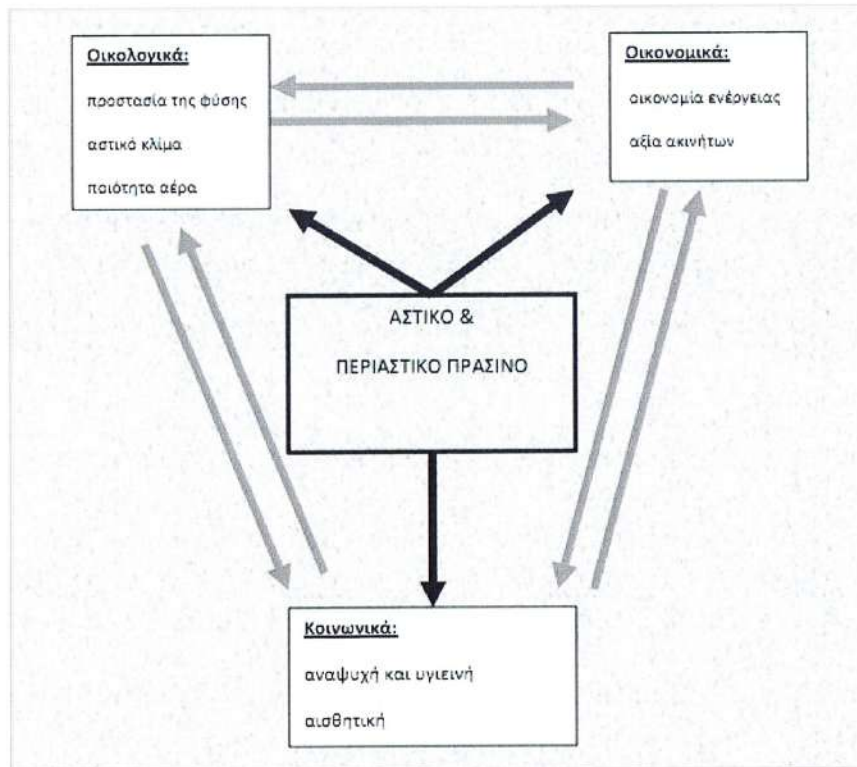 Οικολογικά:
προστασία της φύσης
αστικό κλίμα
ποιότητα αέρα
Οικονομικά:
οικονομία ενέργειας
αξία ακινήτων
ΑΣΤΙΚΟ &
ΠΕΡΙΑΣΤΙΚΟ ΠΡΑΣΙΝΟ
Κοινωνικά:
αναψυχή και υγιεινή
αισθητική